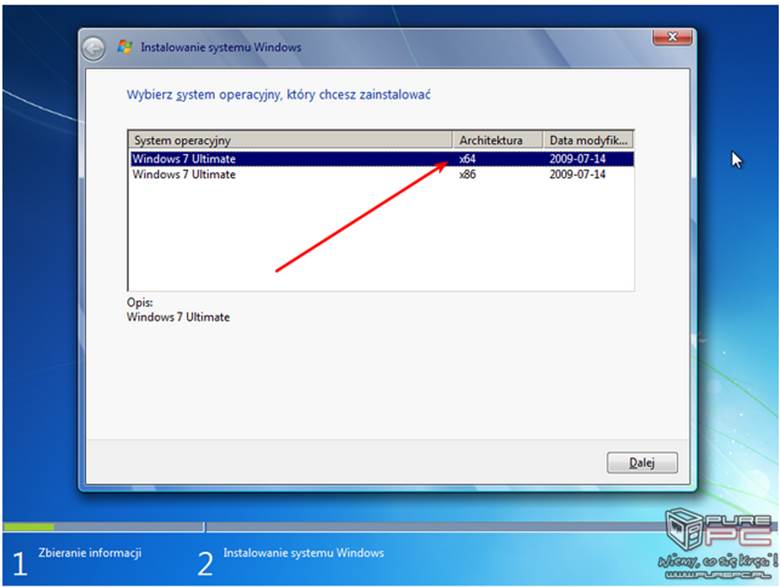 Instalowanie systemu Windows
Wybierz system operacyjny, który chcesz zainstalować
System operacyjny Architektura Data modyfik...
Windows 7 Ultimate x64 2009-07-14
Windows 7 Ultimate x86 2009-07-14
Opis:
Windows 7 Ultimate
Dalej
1 Zbieranie informacji 2 Instalowanie systemu Windows
PURE
PC
Wiemy, co się kręci!
www.purepc.pl